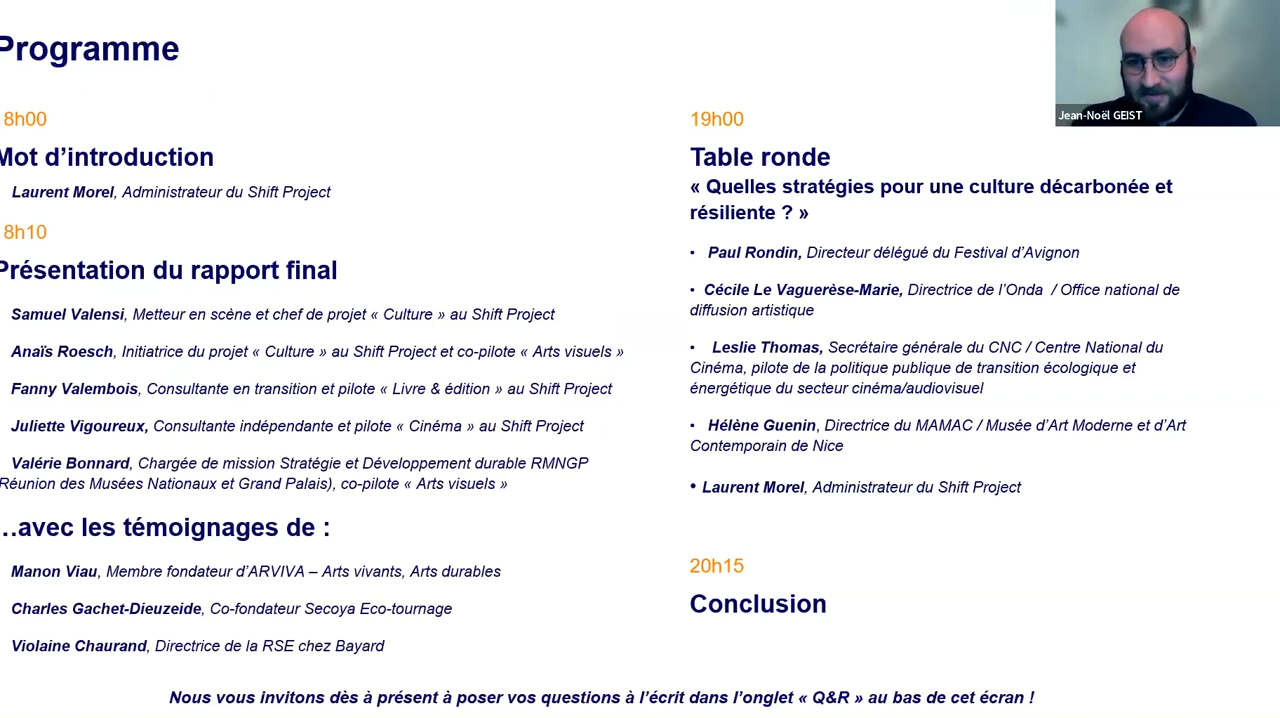 Programme
8h00
Mot d’introduction
Laurent Morel, Administrateur du Shift Project
8h10
Présentation du rapport final
Samuel Valensi, Metteur en scène et chef de projet « Culture » au Shift Project
Anaïs Roesch, Initiatrice du projet « Culture » au Shift Project et co-pilote « Arts visuels »
Fanny Valembois, Consultante en transition et pilote « Livre & édition » au Shift Project
Juliette Vigoureux, Consultante indépendante et pilote « Cinéma » au Shift Project
Valérie Bonnard, Chargée de mission Stratégie et Développement durable RMNGP
Réunion des Musées Nationaux et Grand Palais), co-pilote « Arts visuels »
…avec les témoignages de :
Manon Viau, Membre fondateur d’ARVIVA – Arts vivants, Arts durables
Charles Gachet-Dieuzeide, Co-fondateur Secoya Eco-tournage
Violaine Chaurand, Directrice de la RSE chez Bayard
19h00
Table ronde
« Quelles stratégies pour une culture décarbonée et
résiliente ? »
• Paul Rondin, Directeur délégué du Festival d’Avignon
• Cécile Le Vaguerèse-Marie, Directrice de l’Onda / Office national de
diffusion artistique
• Leslie Thomas, Secrétaire générale du CNC / Centre National du
Cinéma, pilote de la politique publique de transition écologique et
énergétique du secteur cinéma/audiovisuel
• Hélène Guenin, Directrice du MAMAC / Musée d’Art Moderne et d’Art
Contemporain de Nice
• Laurent Morel, Administrateur du Shift Project
20h15
Conclusion
Nous vous invitons dès à présent à poser vos questions à l’écrit dans l’onglet « Q&R » au bas de cet écran !
Jean-Noël GEIST